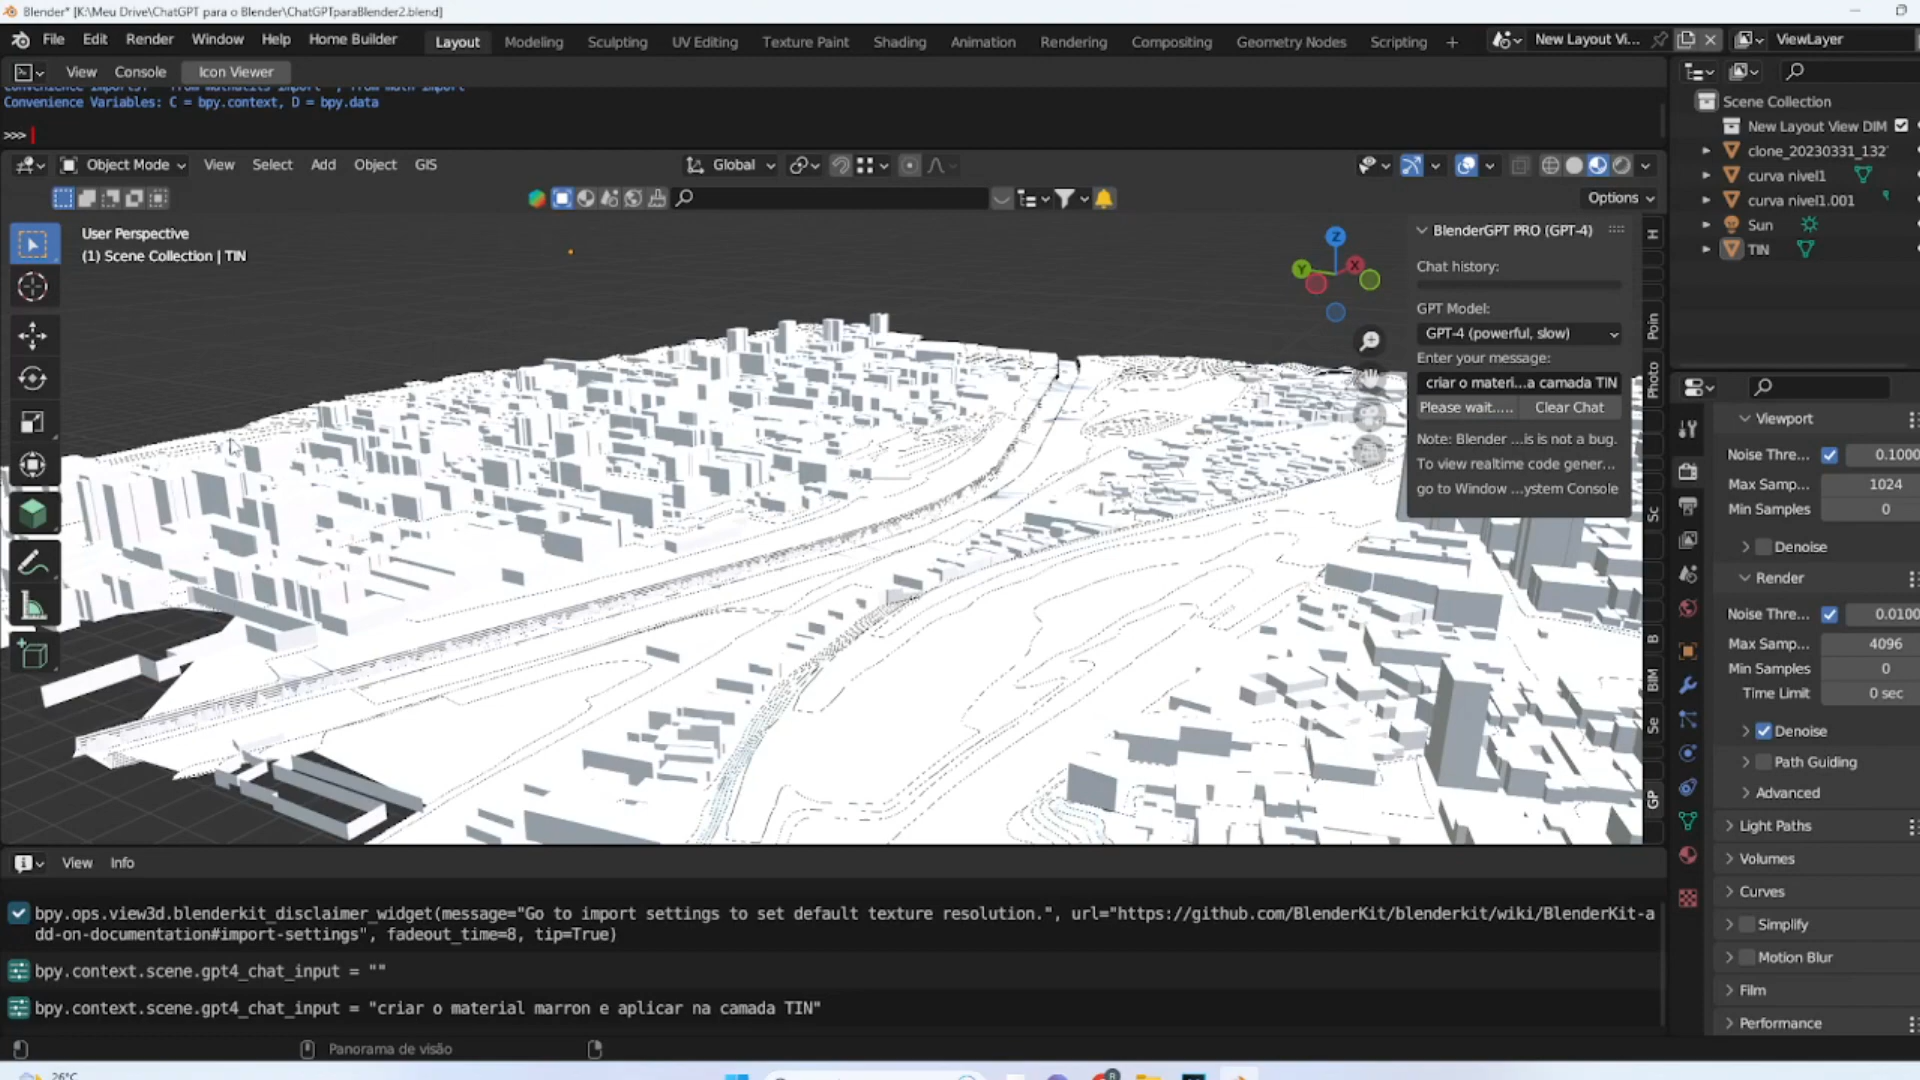 Blender* [K:\Meu Drive\ChatGPT para o Blender\ChatGPTparaBlender2.blend]
File Edit Render Window Help Home Builder Layout Modeling Sculpting UV Editing Texture Paint Shading Animation Rendering Compositing Geometry Nodes Scripting + New Layout Vi... ViewLayer
View Console Icon Viewer
Convenience Variables: C = bpy.context, D = bpy.data
>>>
Object Mode View Select Add Object GIS Global
Options
User Perspective
(1) Scene Collection | TIN
Z
Y
X
BlenderGPT PRO (GPT-4)
Chat history:
GPT Model:
GPT-4 (powerful, slow)
Enter your message:
criar o materi...a camada TIN
Please wait..... Clear Chat
Note: Blender ...is is not a bug.
To view realtime code gener...
go to Window ...ystem Console
H
Poin
Photo
Sc
B
BIM
Se
GP
Scene Collection
New Layout View DIM
clone_20230331_132
curva nivel1
curva nivel1.001
Sun
TIN
Viewport
Noise Thre... 0.1000
Max Samp... 1024
Min Samples 0
Denoise
Render
Noise Thre... 0.0100
Max Samp... 4096
Min Samples 0
Time Limit 0 sec
Denoise
Path Guiding
Advanced
Light Paths
Volumes
Curves
Simplify
Motion Blur
Film
Performance
View Info
bpy.ops.view3d.blenderkit_disclaimer_widget(message="Go to import settings to set default texture resolution.", url="https://github.com/BlenderKit/blenderkit/wiki/BlenderKit-a
dd-on-documentation#import-settings", fadeout_time=8, tip=True)
bpy.context.scene.gpt4_chat_input = ""
bpy.context.scene.gpt4_chat_input = "criar o material marron e aplicar na camada TIN"
Panorama de visão
26°C